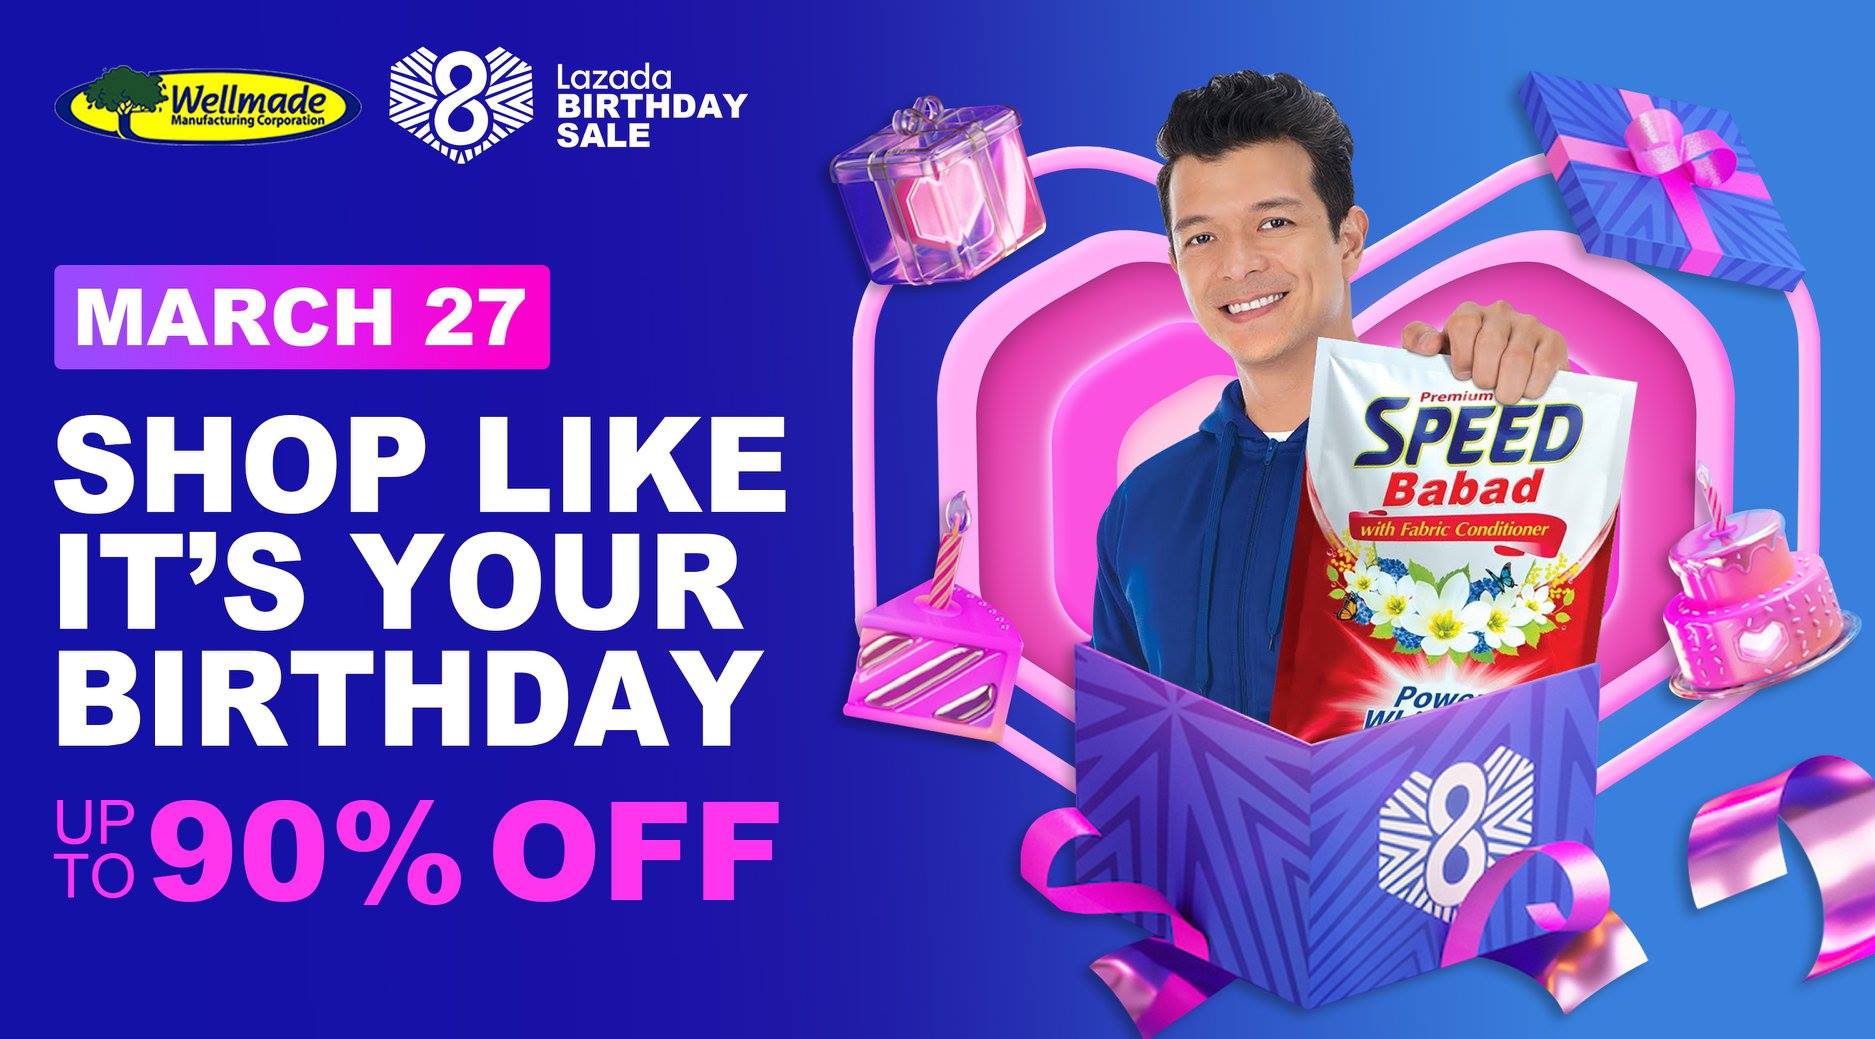 Wellmade
Manufacturing Corporation
8
Lazada
BIRTHDAY
SALE
MARCH 27
SHOP LIKE
IT'S YOUR
BIRTHDAY
UP TO 90% OFF
Premium
SPEED
Babad
with Fabric Conditioner
8